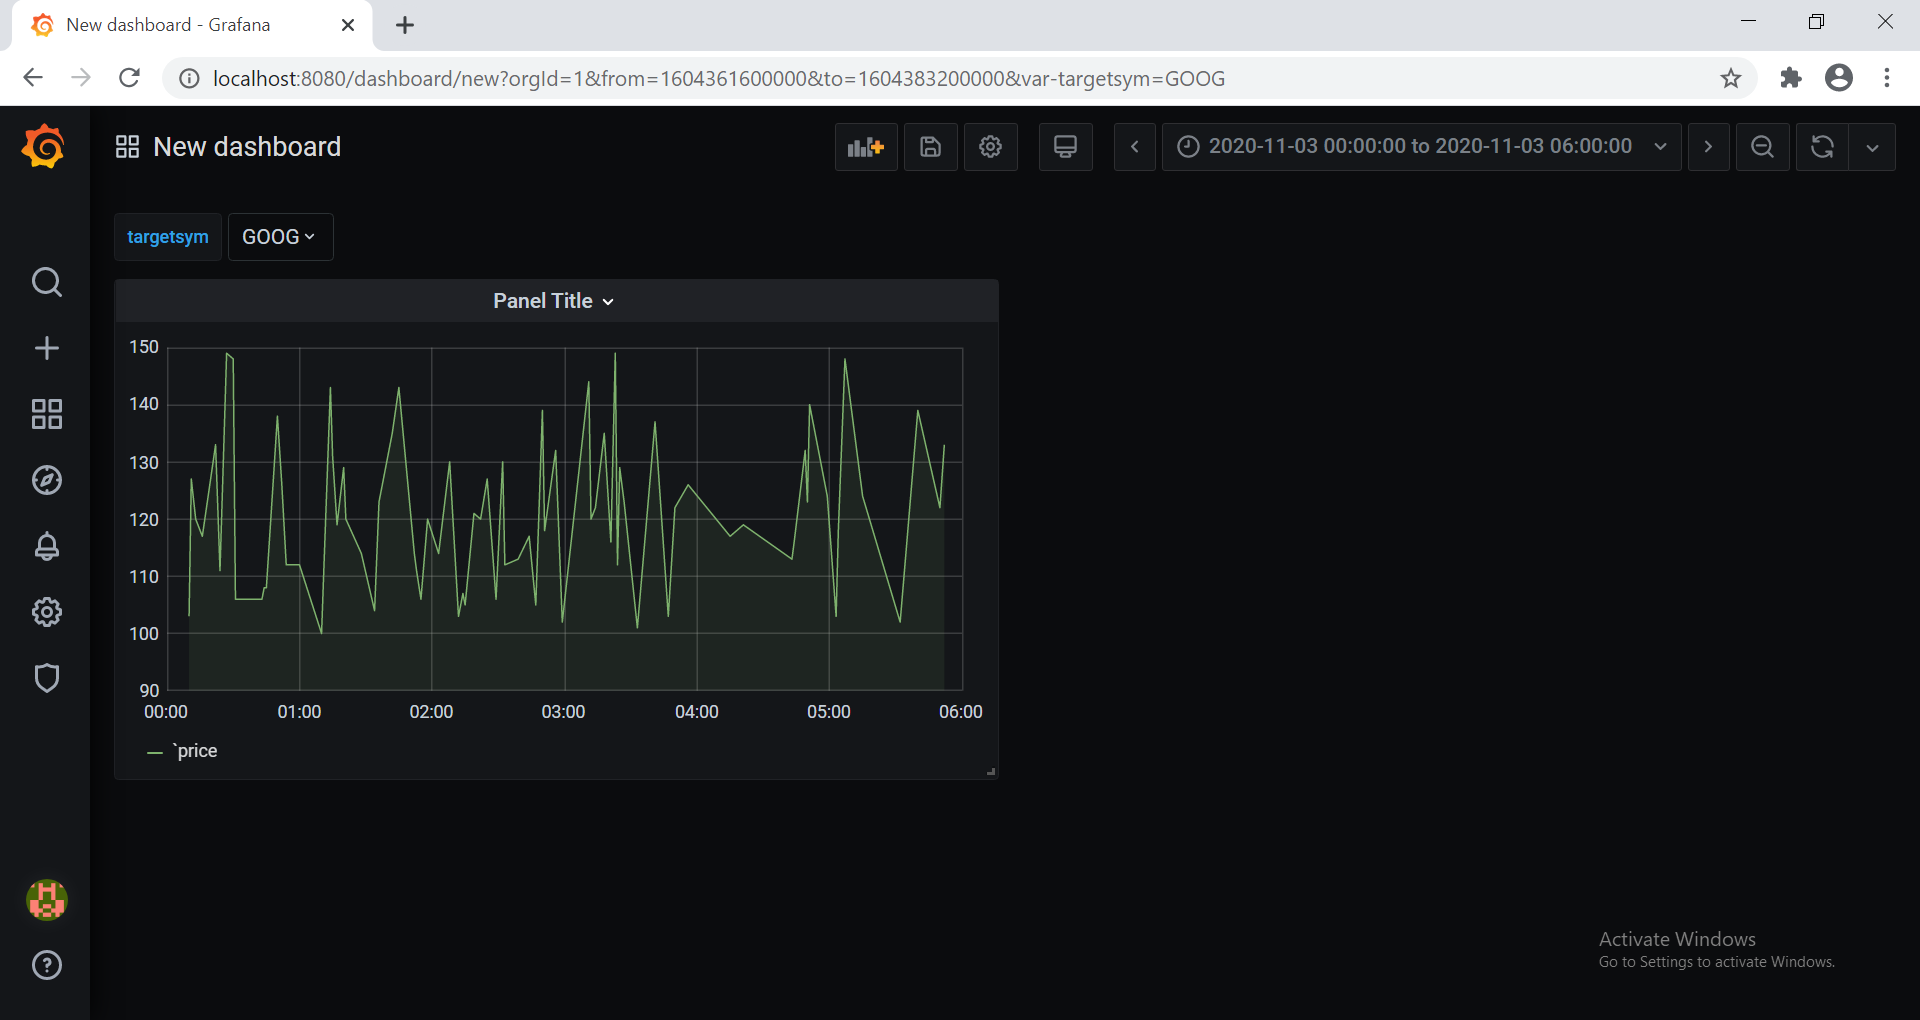 New dashboard - Grafana
localhost:8080/dashboard/new?orgId=1&from=1604361600000&to=1604383200000&var-targetsym=GOOG
New dashboard
2020-11-03 00:00:00 to 2020-11-03 06:00:00
targetsym
GOOG
Panel Title
150
140
130
120
110
100
90
00:00 01:00 02:00 03:00 04:00 05:00 06:00
`price
Activate Windows
Go to Settings to activate Windows.